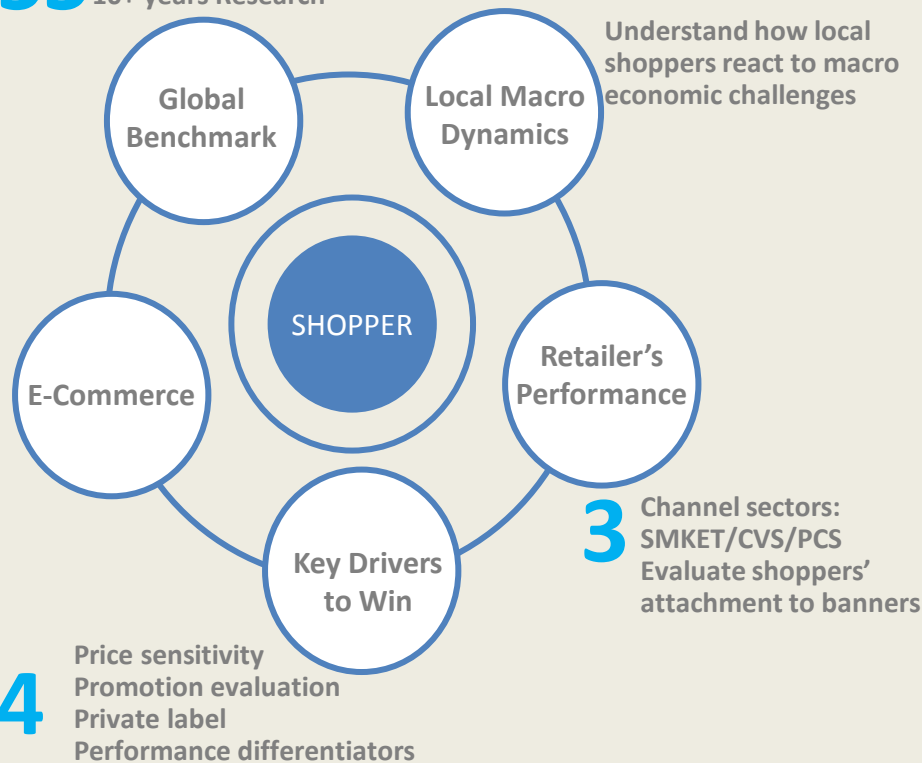 10+ years Research
Global
Benchmark
Local Macro
Dynamics
Understand how local
shoppers react to macro
economic challenges
SHOPPER
E-Commerce
Retailer's
Performance
3
Channel sectors:
SMKET/CVS/PCS
Evaluate shoppers'
attachment to banners
Key Drivers
to Win
4
Price sensitivity
Promotion evaluation
Private label
Performance differentiators